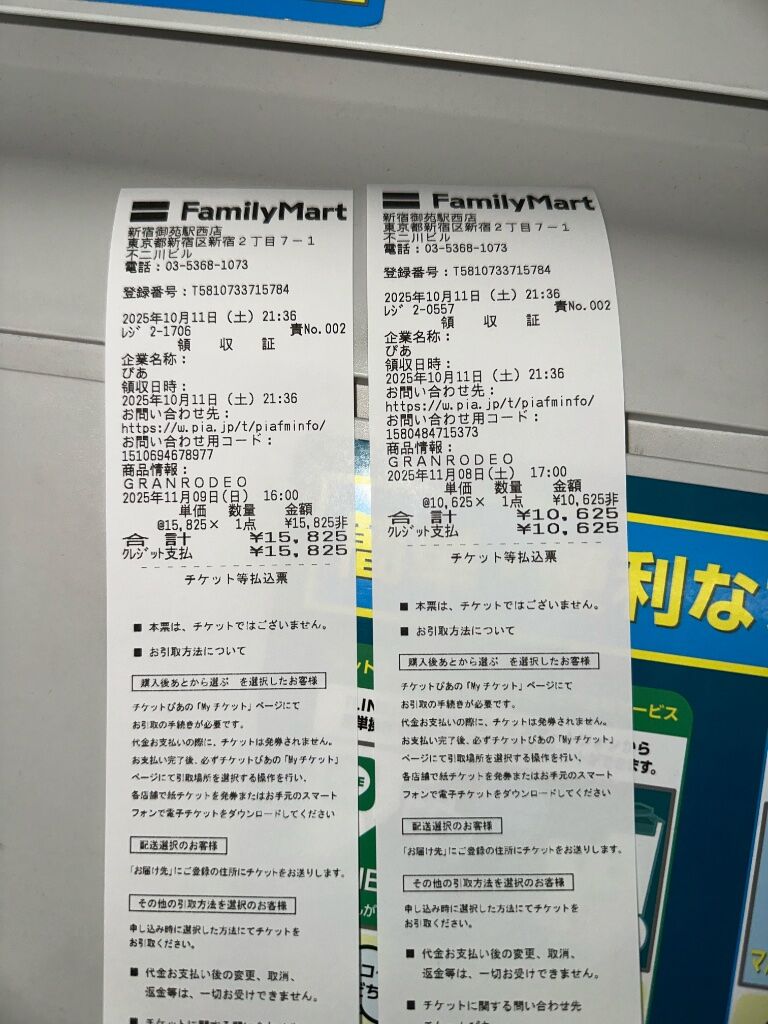 FamilyMart
新宿御苑駅西店
東京都新宿区新宿2丁目7-1
不二川ビル
電話:03-5368-1073
登録番号:T5810733715784
2025年10月11日(土)21:36
レジ 2-1706 責No.002
領 収 証
企業名称:
ぴあ
領収日時:
2025年10月11日(土)21:36
お問い合わせ先:
https://w.pia.jp/t/piafminfo/
お問い合わせ用コード:
1510694678977
商品情報:
GRANRODEO
2025年11月09日(日) 16:00
単価 数量 金額
@15,825× 1点 ¥15,825非
合 計 ¥15,825
クレジット支払 ¥15,825
チケット等払込票
■ 本票は、チケットではございません。
■ お引取方法について
購入後あとから選ぶ を選択したお客様
チケットぴあの「Myチケット」ページにて
お引取の手続きが必要です。
代金お支払いの際に、チケットは発券されません。
お支払い完了後、必ずチケットぴあの「Myチケット」
ページにて引取場所を選択する操作を行い、
各店舗で紙チケットを発券またはお手元のスマート
フォンで電子チケットをダウンロードしてください
配送選択のお客様
「お届け先」にご登録の住所にチケットをお送りします。
その他の引取方法を選択のお客様
申し込み時に選択した方法にてチケットを
お引取ください。
■ 代金お支払い後の変更、取消、
返金等は、一切お受けできません。
■ チケットに関する問い合わせ先
FamilyMart
新宿御苑駅西店
東京都新宿区新宿2丁目7-1
不二川ビル
電話:03-5368-1073
登録番号:T5810733715784
2025年10月11日(土)21:36
レジ 2-0557 責No.002
領 収 証
企業名称:
ぴあ
領収日時:
2025年10月11日(土)21:36
お問い合わせ先:
https://w.pia.jp/t/piafminfo/
お問い合わせ用コード:
1580484715373
商品情報:
GRANRODEO
2025年11月08日(土) 17:00
単価 数量 金額
@10,625× 1点 ¥10,625非
合 計 ¥10,625
クレジット支払 ¥10,625
チケット等払込票
■ 本票は、チケットではございません。
■ お引取方法について
購入後あとから選ぶ を選択したお客様
チケットぴあの「Myチケット」ページにて
お引取の手続きが必要です。
代金お支払いの際に、チケットは発券されません。
お支払い完了後、必ずチケットぴあの「Myチケット」
ページにて引取場所を選択する操作を行い、
各店舗で紙チケットを発券またはお手元のスマート
フォンで電子チケットをダウンロードしてください
配送選択のお客様
「お届け先」にご登録の住所にチケットをお送りします。
その他の引取方法を選択のお客様
申し込み時に選択した方法にてチケットを
お引取ください。
■ 代金お支払い後の変更、取消、
返金等は、一切お受けできません。
■ チケットに関する問い合わせ先
利な
ービス
から
ます。